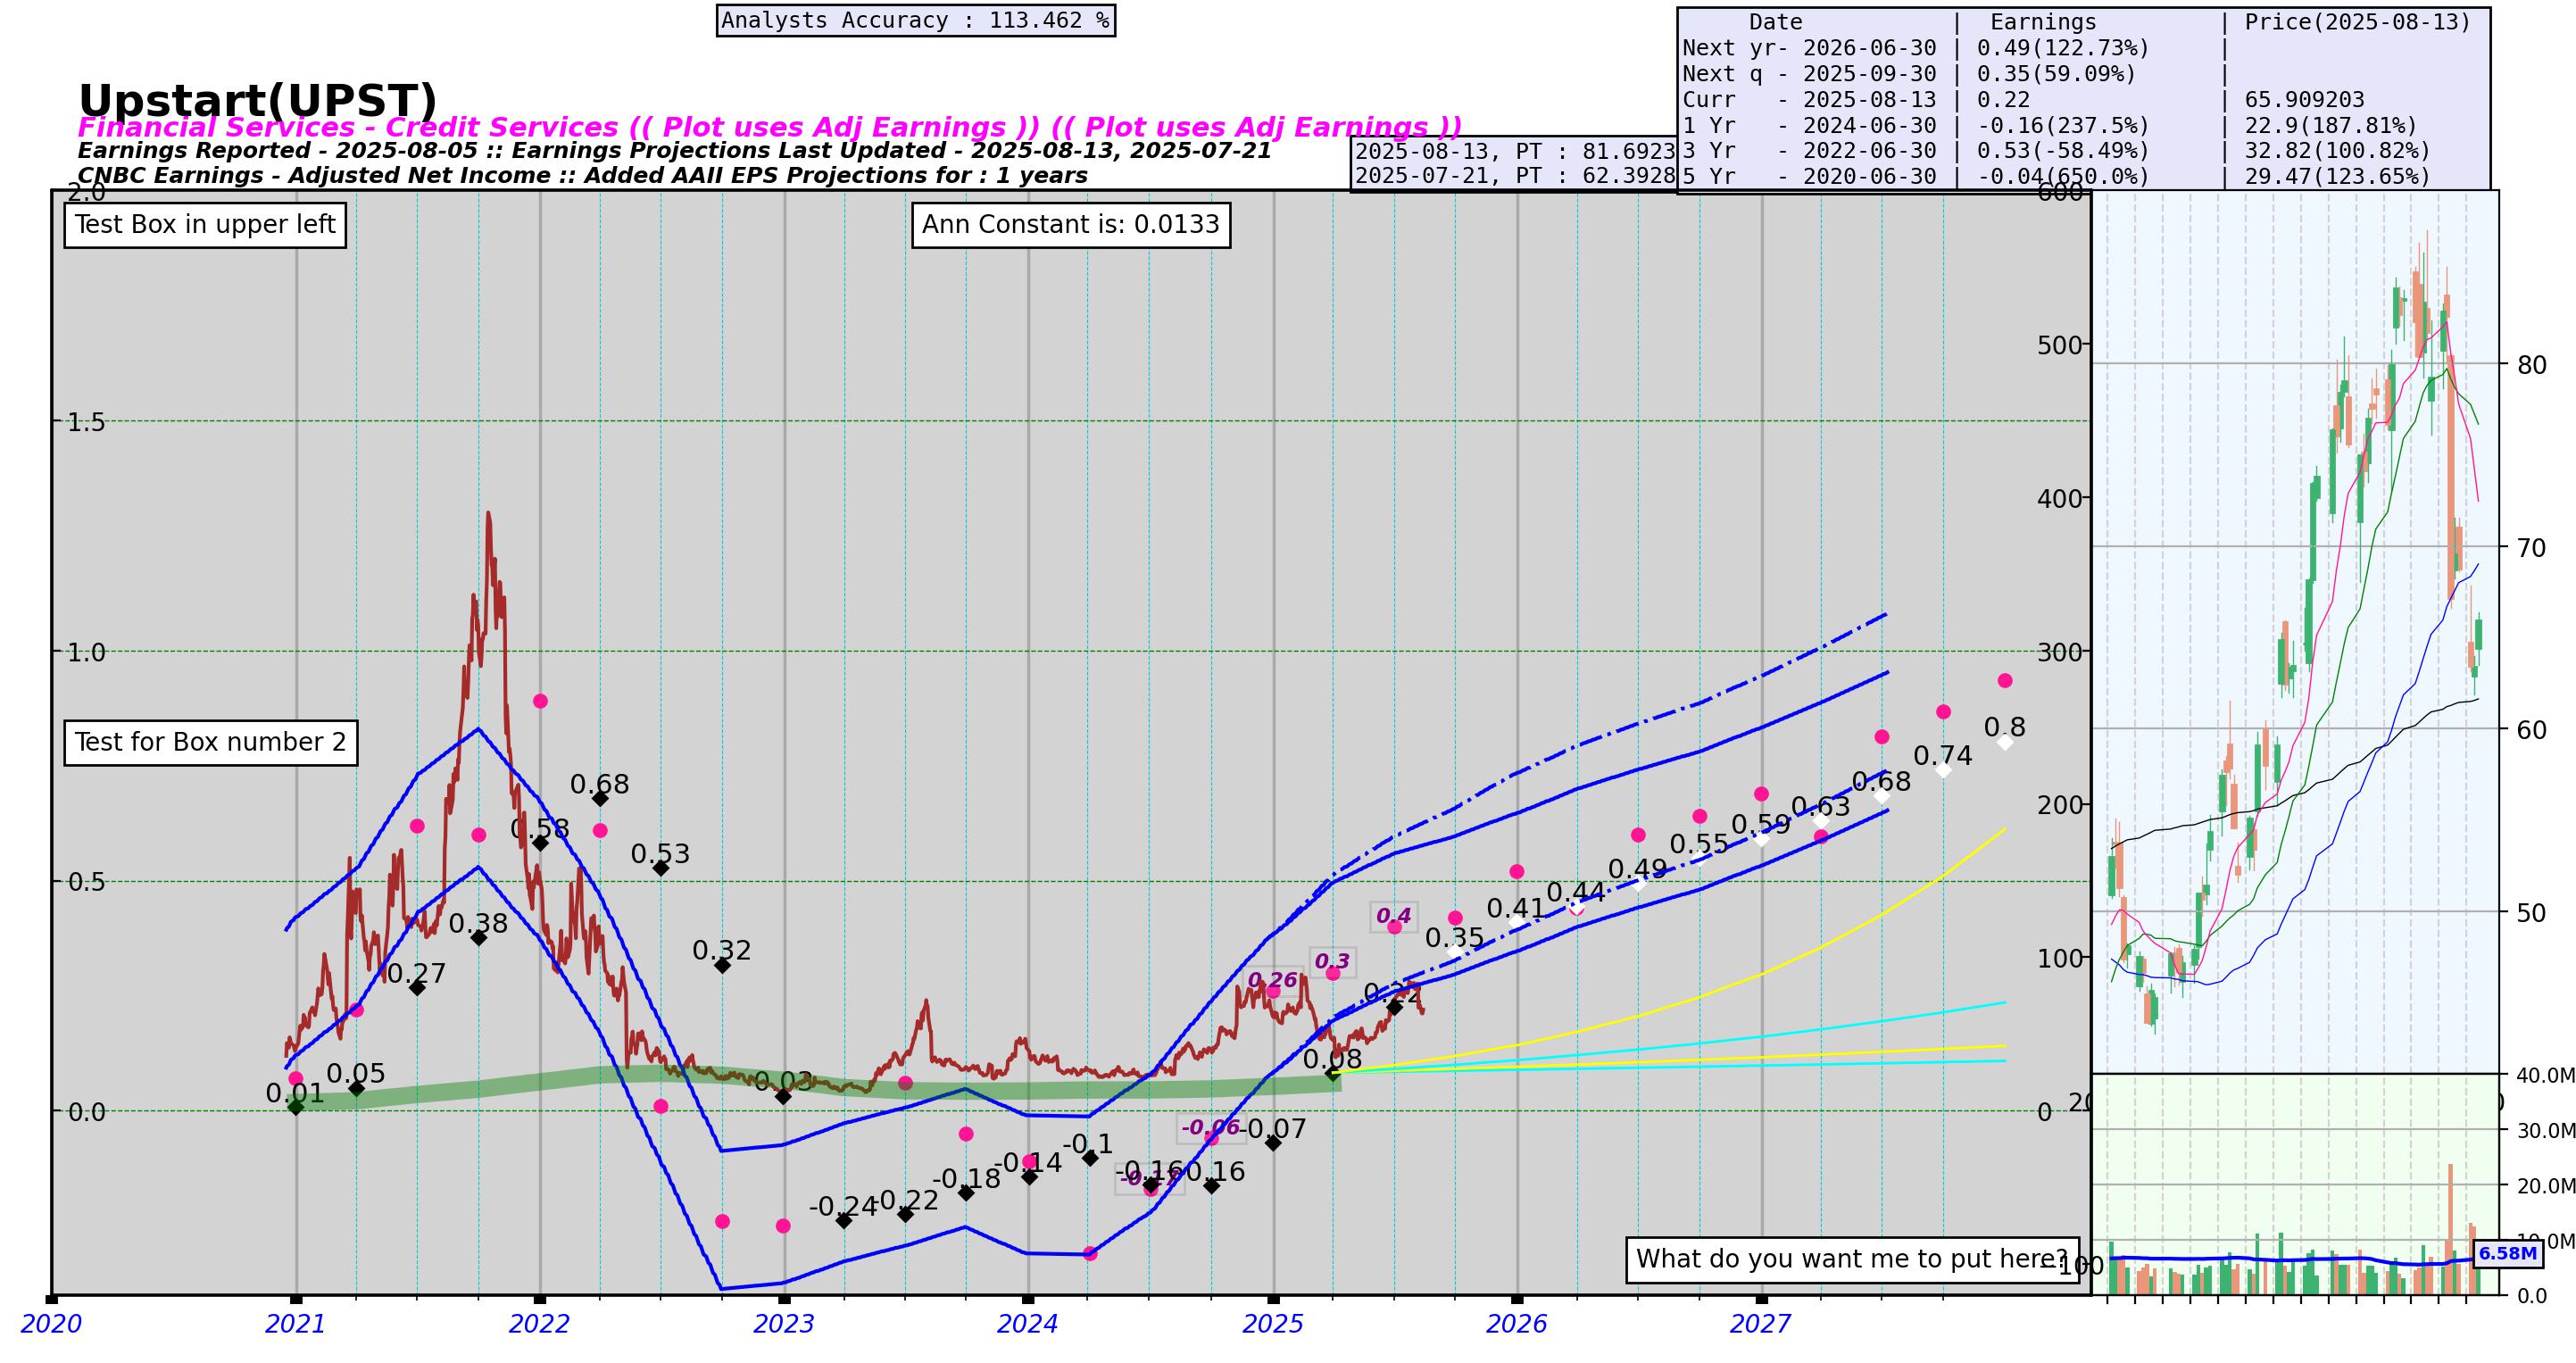 Analysts Accuracy : 113.462 %
Date | Earnings | Price(2025-08-13)
Next yr- 2026-06-30 | 0.49(122.73%) |
Next q - 2025-09-30 | 0.35(59.09%) |
Curr - 2025-08-13 | 0.22 | 65.909203
1 Yr - 2024-06-30 | -0.16(237.5%) | 22.9(187.81%)
3 Yr - 2022-06-30 | 0.53(-58.49%) | 32.82(100.82%)
5 Yr - 2020-06-30 | -0.04(650.0%) | 29.47(123.65%)
Upstart(UPST)
Financial Services - Credit Services (( Plot uses Adj Earnings )) (( Plot uses Adj Earnings ))
Earnings Reported - 2025-08-05 :: Earnings Projections Last Updated - 2025-08-13, 2025-07-21
CNBC Earnings - Adjusted Net Income :: Added AAII EPS Projections for : 1 years
2025-08-13, PT : 81.6923
2025-07-21, PT : 62.3928
Test Box in upper left
Ann Constant is: 0.0133
Test for Box number 2
What do you want me to put here?
2.0
1.5
1.0
0.5
0.0
600
500
400
300
200
100
0
-100
80
70
60
50
40.0M
30.0M
20.0M
10.0M
0.0
6.58M
0.01
0.05
0.27
0.38
0.58
0.68
0.53
0.32
0.03
-0.24
-0.22
-0.18
-0.14
-0.1
-0.16
-0.17
-0.16
-0.06
-0.07
0.26
0.3
0.08
0.4
0.22
0.35
0.41
0.44
0.49
0.55
0.59
0.63
0.68
0.74
0.8
2020
2021
2022
2023
2024
2025
2026
2027